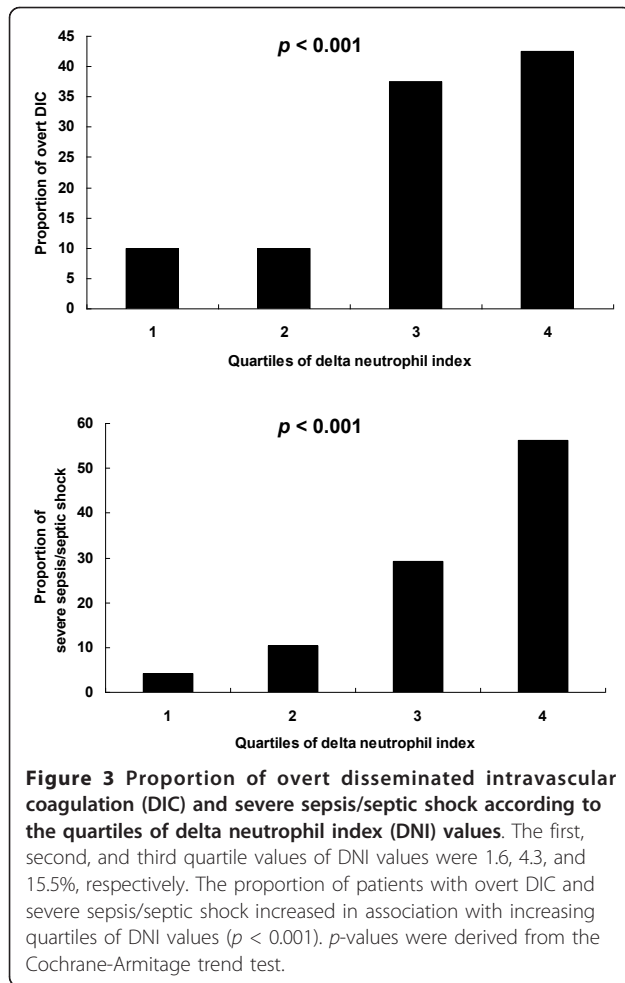 p < 0.001
45
40
35
30
25
20
15
10
5
0
Proportion of overt DIC
1 2 3 4
Quartiles of delta neutrophil index
p < 0.001
60
50
40
30
20
10
0
Proportion of
severe sepsis/septic shock
1 2 3 4
Quartiles of delta neutrophil index
Figure 3 Proportion of overt disseminated intravascular
coagulation (DIC) and severe sepsis/septic shock according to
the quartiles of delta neutrophil index (DNI) values. The first,
second, and third quartile values of DNI values were 1.6, 4.3, and
15.5%, respectively. The proportion of patients with overt DIC and
severe sepsis/septic shock increased in association with increasing
quartiles of DNI values (p < 0.001). p-values were derived from the
Cochrane-Armitage trend test.